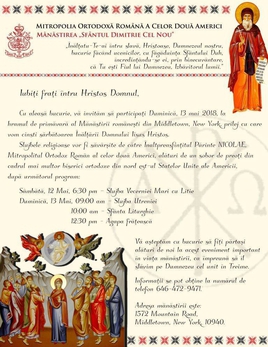 MITROPOLIA ORTODOXĂ ROMÂNĂ A CELOR DOUĂ AMERICI
MÂNĂSTIREA „SFÂNTUL DIMITRIE CEL NOU”
„Înălțatu-Te-ai întru slavă, Hristoase, Dumnezeul nostru,
bucurie făcând ucenicilor, cu făgăduința Sfântului Duh,
încredințându-se ei, prin binecuvântare,
că Tu ești Fiul lui Dumnezeu, Izbăvitorul lumii.”
Iubiți frați întru Hristos Domnul,
Cu aleasă bucurie, vă invităm să participați Duminică, 13 mai 2018, la
hramul de primăvară al Mânăstirii românești din Middletown, New York, prilej cu care
vom cinsti sărbătoarea Înălțării Domnului Iisus Hristos.
Slujbele religioase vor fi săvârșite de către Înaltpreasfințitul Părinte NICOLAE,
Mitropolitul Ortodox Român al celor două Americi, alături de un sobor de preoți din
cadrul mai multor biserici ortodoxe din nord-est al Statelor Unite ale Americii,
după următorul program:
Sâmbătă, 12 Mai, 6:30 pm - Slujba Vecerniei Mari cu Litie
Duminică, 13 Mai, 09:00 am - Slujba Utreniei
10:00 am - Sfânta Liturghie
12:30 pm - Agapa frățească
Vă așteptăm cu bucurie să fiți părtași
alături de noi la acest eveniment important
în viața mânăstirii, cu împreună să îl
slăvim pe Dumnezeu cel unit în Treime.
Informații se pot obține la numărul de
telefon 646-472-9471.
Adresa mânăstirii este:
1572 Mountain Road,
Middletown, New York, 10940.